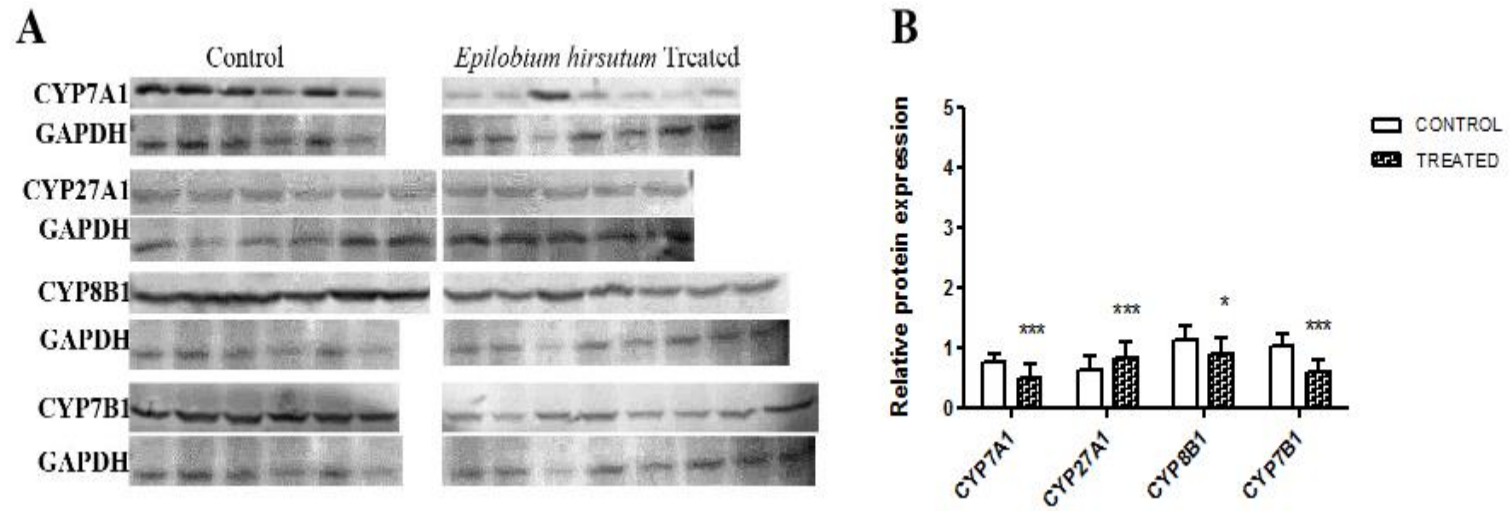 A
Control
Epilobium hirsutum Treated
CYP7A1
GAPDH
CYP27A1
GAPDH
CYP8B1
GAPDH
CYP7B1
GAPDH
B
Relative protein expression
5
4
3
2
1
0
***
***
*
***
CYP7A1
CYP27A1
CYP8B1
CYP7B1
CONTROL
TREATED